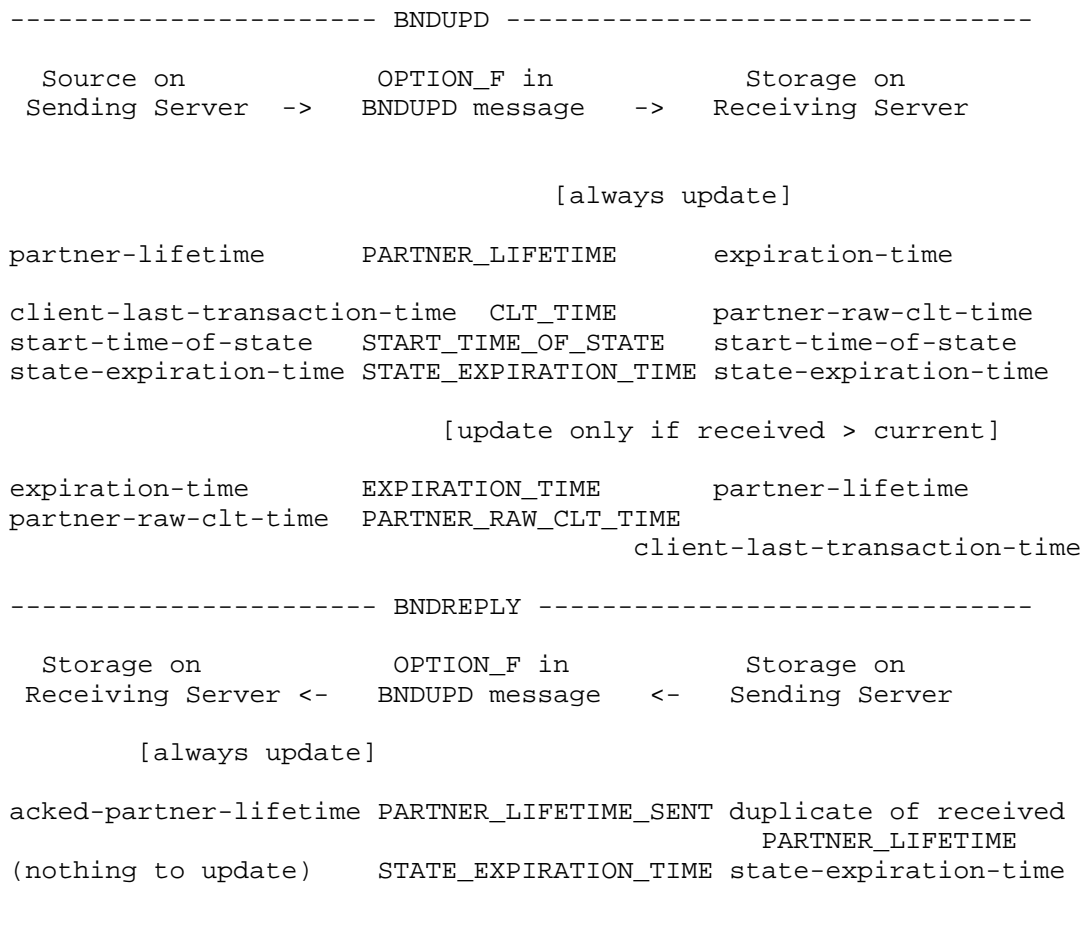 ----------------------- BNDUPD ---------------------------------
Source on OPTION_F in Storage on
Sending Server -> BNDUPD message -> Receiving Server
[always update]
partner-lifetime PARTNER_LIFETIME expiration-time
client-last-transaction-time CLT_TIME partner-raw-clt-time
start-time-of-state START_TIME_OF_STATE start-time-of-state
state-expiration-time STATE_EXPIRATION_TIME state-expiration-time
[update only if received > current]
expiration-time EXPIRATION_TIME partner-lifetime
partner-raw-clt-time PARTNER_RAW_CLT_TIME
client-last-transaction-time
----------------------- BNDREPLY -------------------------------
Storage on OPTION_F in Storage on
Receiving Server <- BNDUPD message <- Sending Server
[always update]
acked-partner-lifetime PARTNER_LIFETIME_SENT duplicate of received
PARTNER_LIFETIME
(nothing to update) STATE_EXPIRATION_TIME state-expiration-time